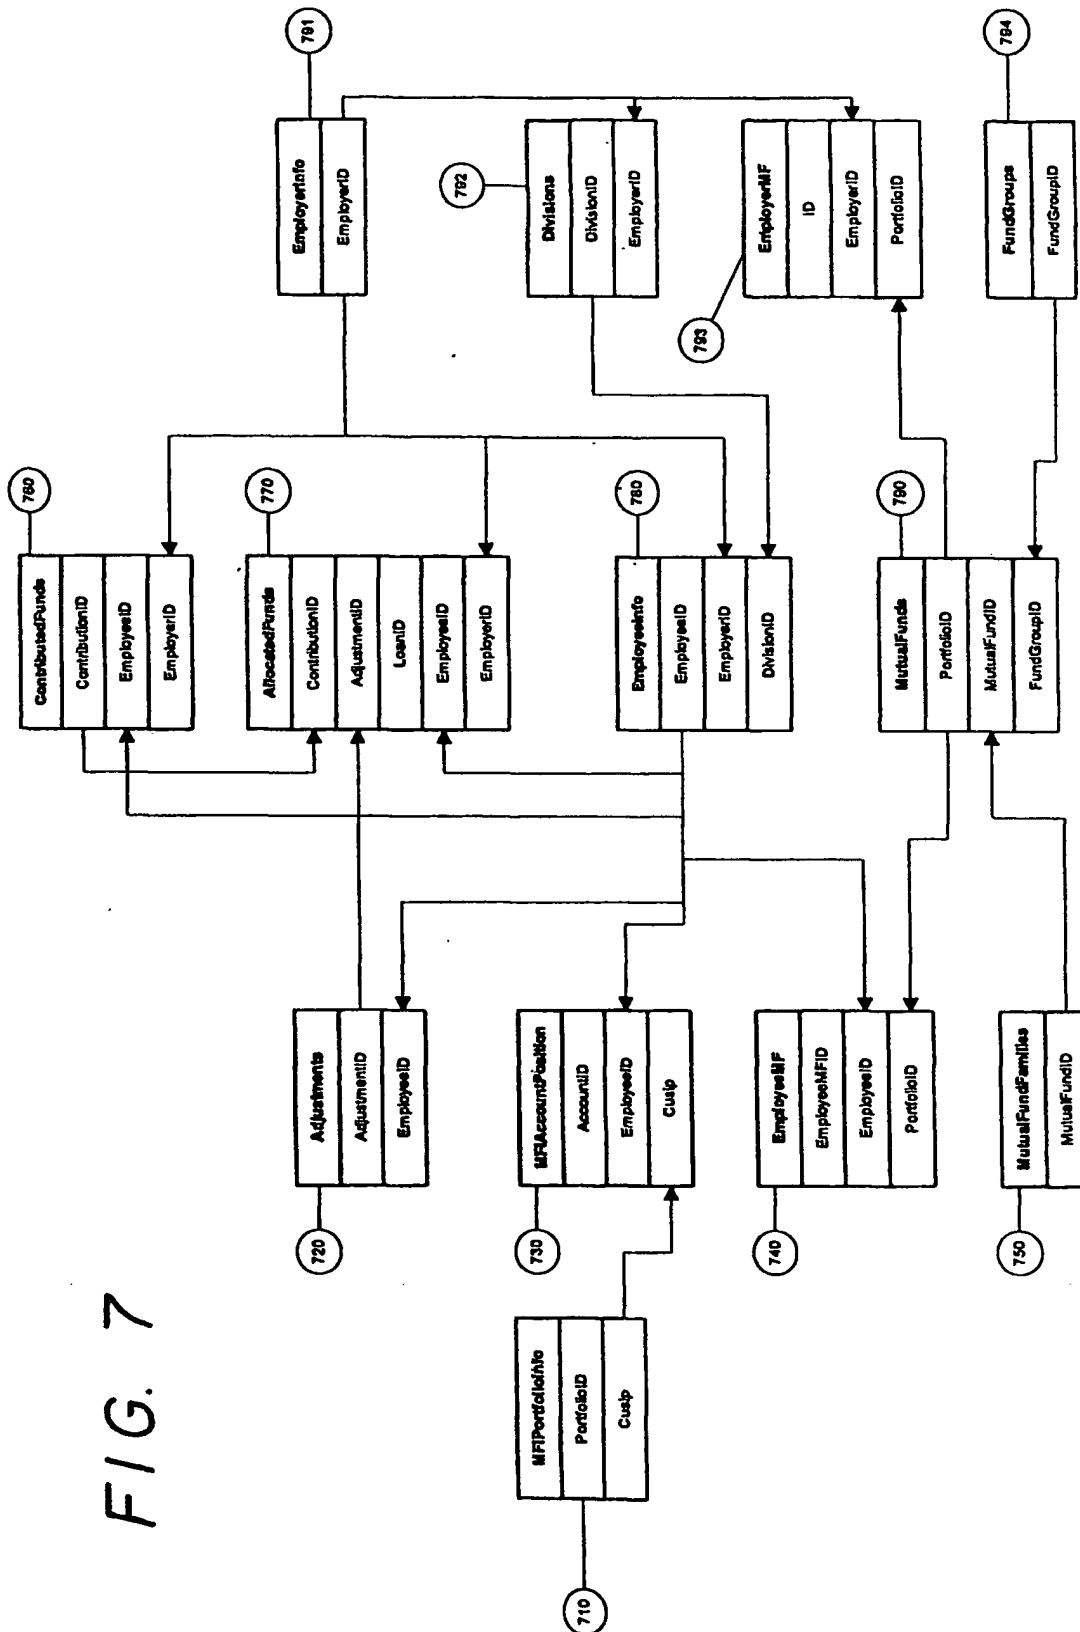 FIG. 7
710
MFIPortfolioInfo
PortfolioID
Cusip
720
Adjustments
AdjustmentID
EmployeeID
730
MFIAccountPosition
AccountID
EmployeeID
Cusip
740
EmployeeMF
EmployeeMFID
EmployeeID
PortfolioID
750
MutualFundFamilies
MutualFundID
760
ContributedFunds
ContributionID
EmployeeID
EmployerID
770
AllocatedFunds
ContributionID
AdjustmentID
LoanID
EmployeeID
EmployerID
780
EmployeeInfo
EmployeeID
EmployerID
DivisionID
790
MutualFunds
PortfolioID
MutualFundID
FundGroupID
791
EmployerInfo
EmployerID
792
Divisions
DivisionID
EmployerID
793
EmployerMF
ID
EmployerID
PortfolioID
794
FundGroups
FundGroupID